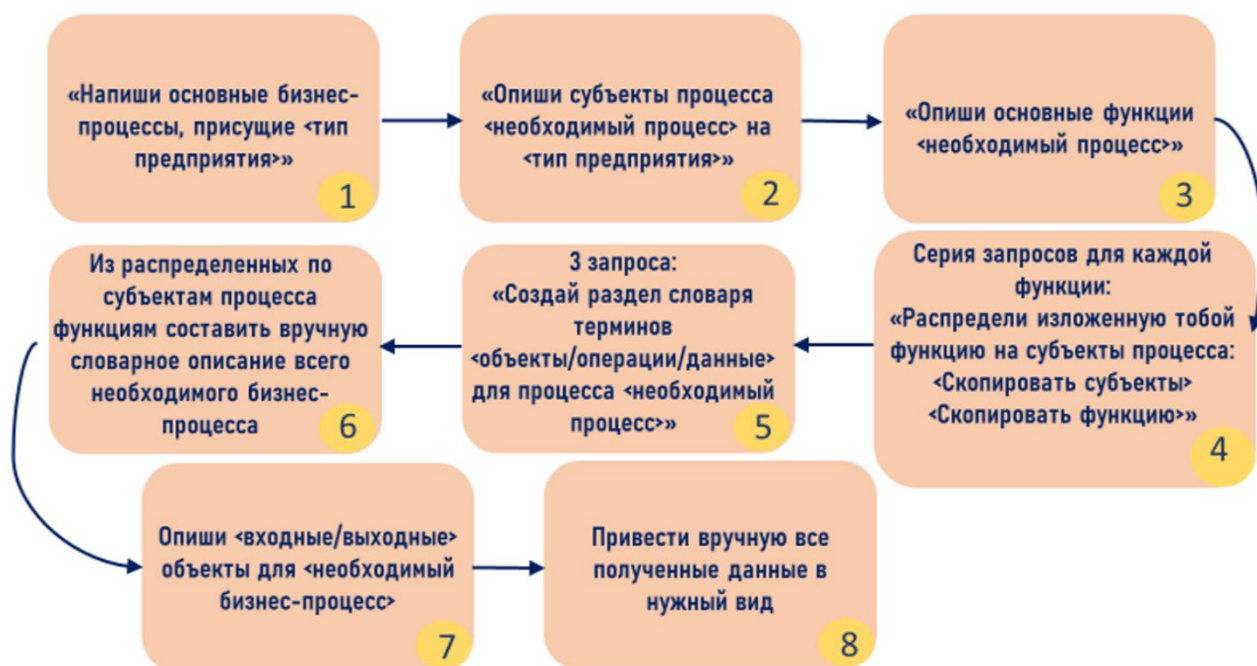 «Напиши основные бизнес-
процессы, присущие <тип
предприятия>»
1
«Опиши субъекты процесса
<необходимый процесс> на
<тип предприятия>»
2
«Опиши основные функции
<необходимый процесс>»
3
Серия запросов для каждой
функции:
«Распредели изложенную тобой
функцию на субъекты процесса:
<Скопировать субъекты>
<Скопировать функцию>»
4
3 запроса:
«Создай раздел словаря
терминов
<объекты/операции/данные>
для процесса <необходимый
процесс>»
5
Из распределенных по
субъектам процесса
функциям составить вручную
словарное описание всего
необходимого бизнес-
процесса
6
Опиши <входные/выходные>
объекты для <необходимый
бизнес-процесс>
7
Привести вручную все
полученные данные в
нужный вид
8